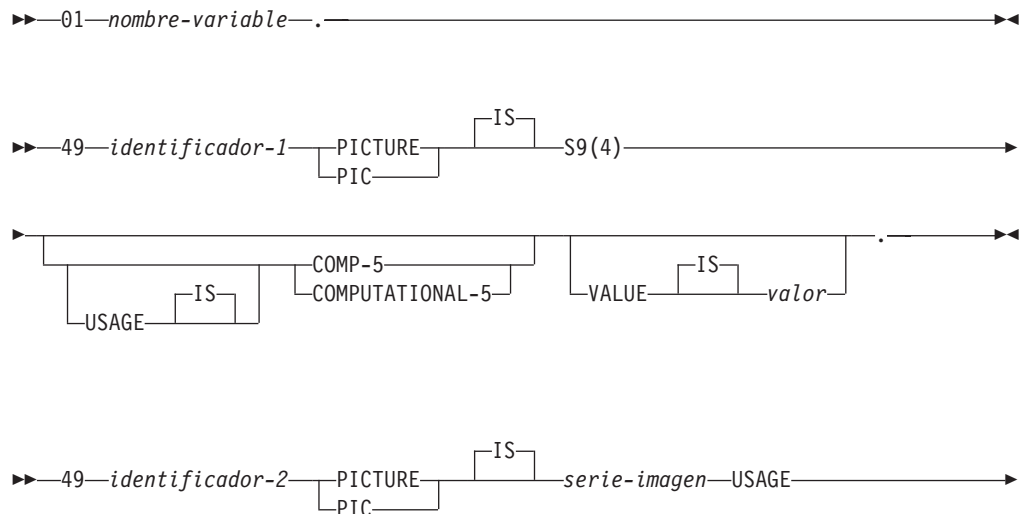 01 nombre-variable .
IS
49 identificador-1 PICTURE S9(4)
PIC
COMP-5 .
IS COMPUTATIONAL-5 VALUE IS valor
USAGE
IS
49 identificador-2 PICTURE serie-imagen USAGE
PIC